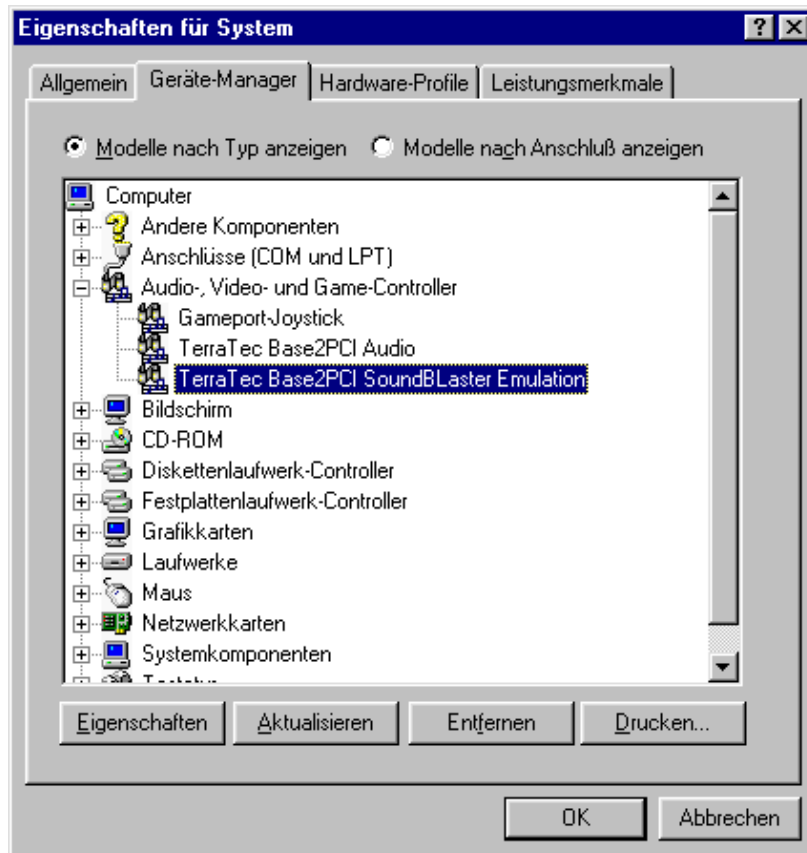 Eigenschaften für System
Allgemein Geräte-Manager Hardware-Profile Leistungsmerkmale
Modelle nach Typ anzeigen Modelle nach Anschluß anzeigen
Computer
Andere Komponenten
Anschlüsse (COM und LPT)
Audio-, Video- und Game-Controller
Gameport-Joystick
TerraTec Base2PCI Audio
TerraTec Base2PCI SoundBLaster Emulation
Bildschirm
CD-ROM
Diskettenlaufwerk-Controller
Festplattenlaufwerk-Controller
Grafikkarten
Laufwerke
Maus
Netzwerkkarten
Systemkomponenten
Eigenschaften Aktualisieren Entfernen Drucken...
OK Abbrechen